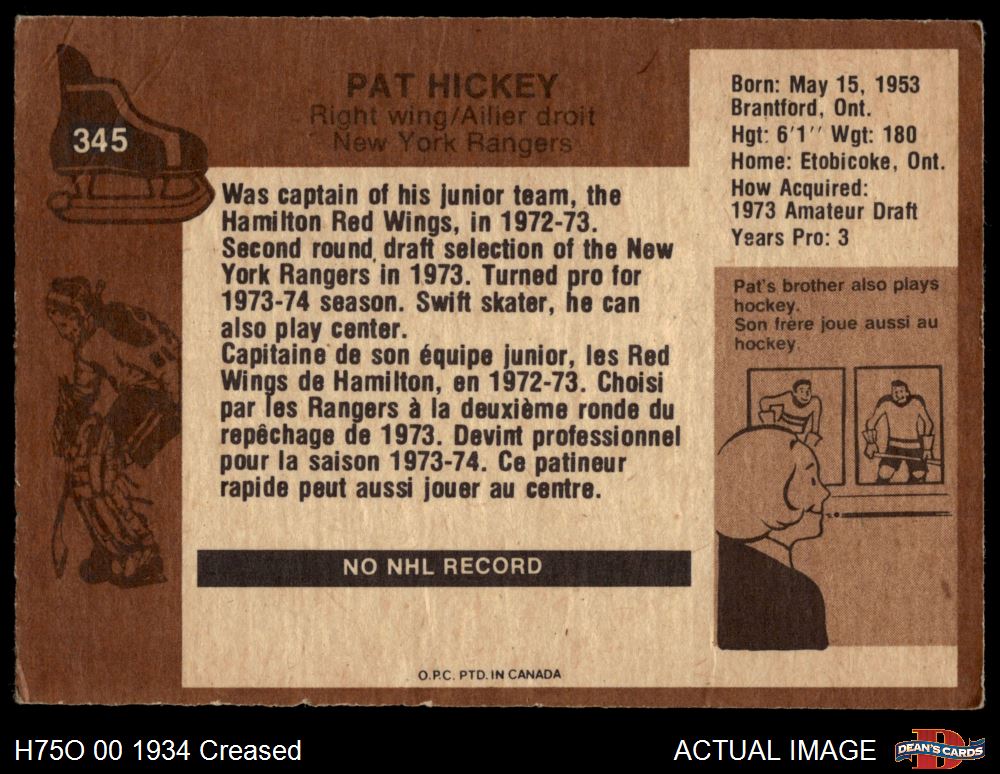 345
PAT HICKEY
Right wing/Ailier droit
New York Rangers
Born: May 15, 1953
Brantford, Ont.
Hgt: 6'1'' Wgt: 180
Home: Etobicoke, Ont.
How Acquired:
1973 Amateur Draft
Years Pro: 3
Was captain of his junior team, the
Hamilton Red Wings, in 1972-73.
Second round draft selection of the New
York Rangers in 1973. Turned pro for
1973-74 season. Swift skater, he can
also play center.
Capitaine de son équipe junior, les Red
Wings de Hamilton, en 1972-73. Choisi
par les Rangers à la deuxième ronde du
repêchage de 1973. Devint professionnel
pour la saison 1973-74. Ce patineur
rapide peut aussi jouer au centre.
Pat's brother also plays
hockey.
Son frère joue aussi au
hockey.
NO NHL RECORD
O.P.C. PTD. IN CANADA
H75O 00 1934 Creased
ACTUAL IMAGE
DEAN'S CARDS